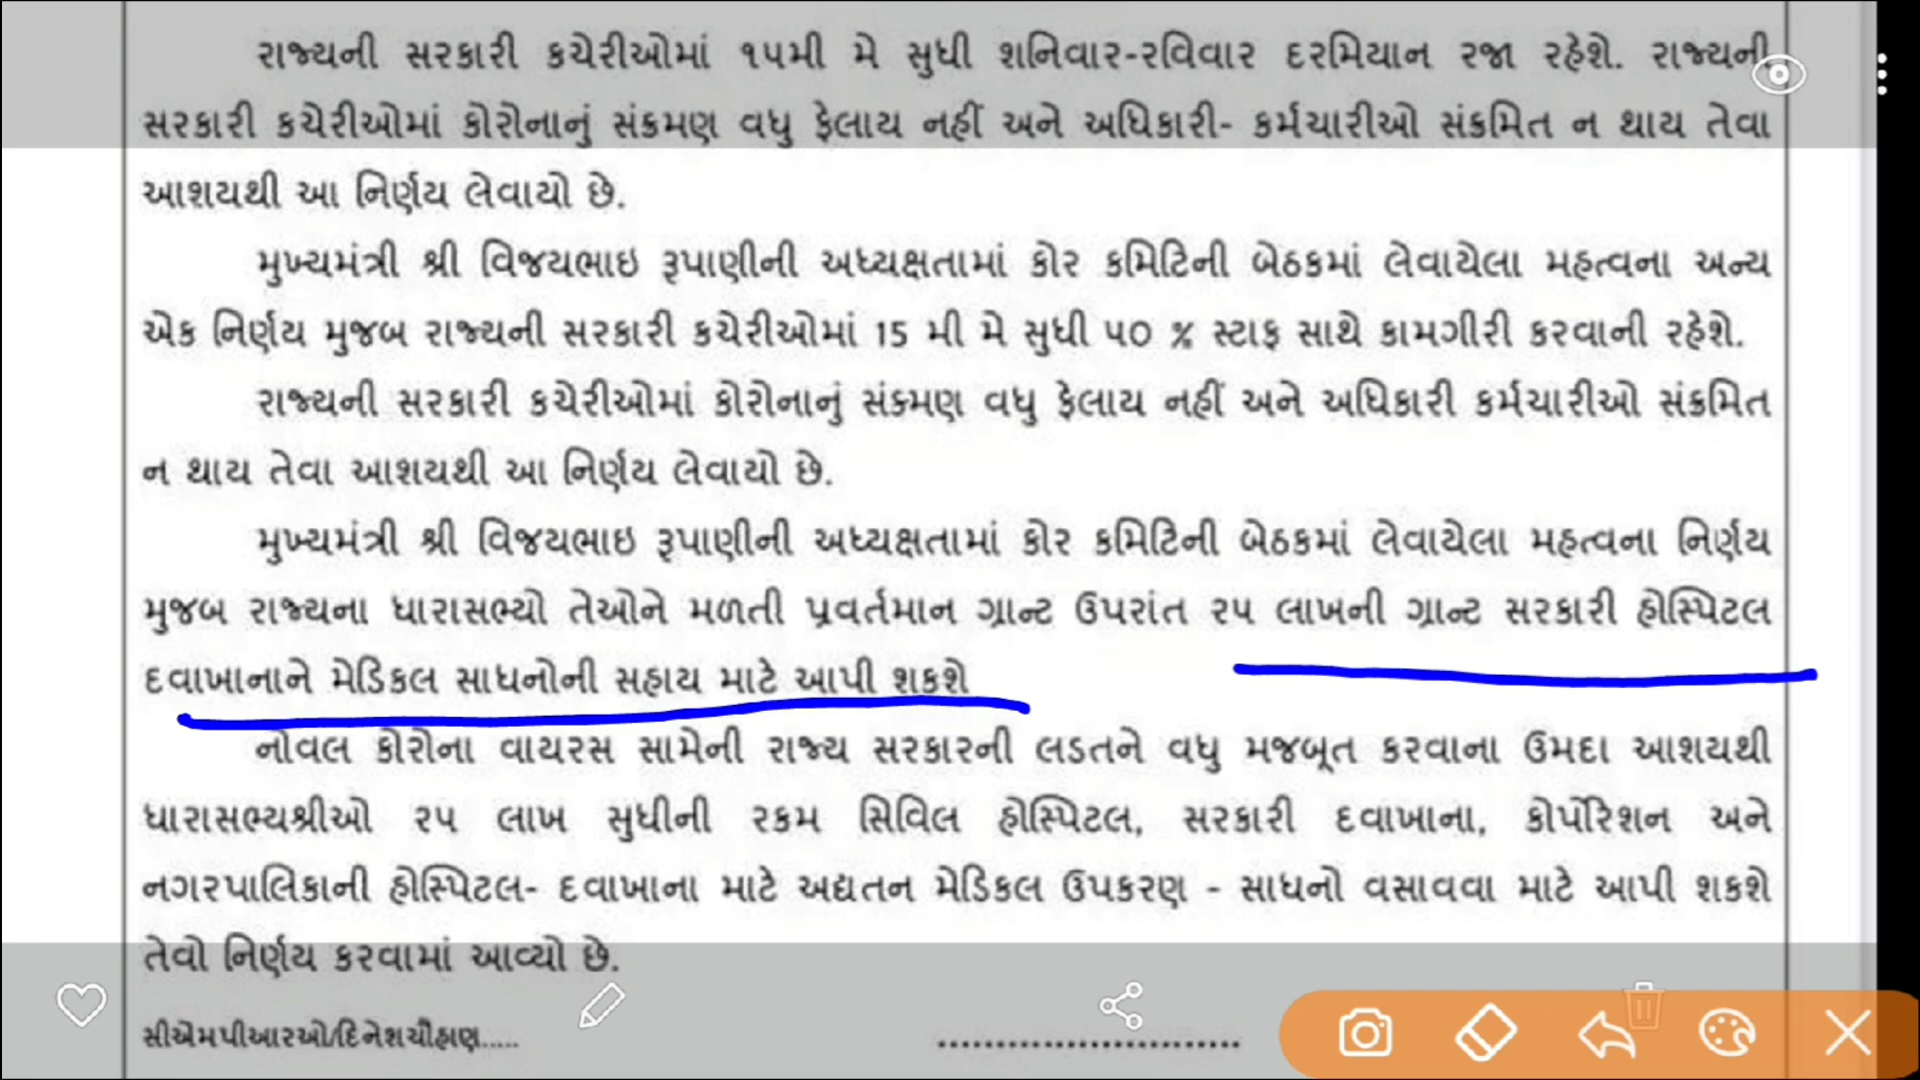 રાજ્યની સરકારી કચેરીઓમાં ૧૫મી મે સુધી શનિવાર-રવિવાર દરમિયાન રજા રહેશે. રાજ્યની
સરકારી કચેરીઓમાં કોરોનાનું સંક્રમણ વધુ ફેલાય નહીં અને અધિકારી- કર્મચારીઓ સંક્રમિત ન થાય તેવા
આશયથી આ નિર્ણય લેવાયો છે.
મુખ્યમંત્રી શ્રી વિજયભાઇ રૂપાણીની અધ્યક્ષતામાં કોર કમિટિની બેઠકમાં લેવાયેલા મહત્વના અન્ય
એક નિર્ણય મુજબ રાજ્યની સરકારી કચેરીઓમાં 15 મી મે સુધી ૫૦ % સ્ટાફ સાથે કામગીરી કરવાની રહેશે.
રાજ્યની સરકારી કચેરીઓમાં કોરોનાનું સંક્મણ વધુ ફેલાય નહીં અને અધિકારી કર્મચારીઓ સંક્રમિત
ન થાય તેવા આશયથી આ નિર્ણય લેવાયો છે.
મુખ્યમંત્રી શ્રી વિજયભાઇ રૂપાણીની અધ્યક્ષતામાં કોર કમિટિની બેઠકમાં લેવાયેલા મહત્વના નિર્ણય
મુજબ રાજ્યના ધારાસભ્યો તેઓને મળતી પ્રવર્તમાન ગ્રાન્ટ ઉપરાંત ૨૫ લાખની ગ્રાન્ટ સરકારી હોસ્પિટલ
દવાખાનાને મેડિકલ સાધનોની સહાય માટે આપી શકશે
નોવલ કોરોના વાયરસ સામેની રાજ્ય સરકારની લડતને વધુ મજબૂત કરવાના ઉમદા આશયથી
ધારાસભ્યશ્રીઓ ૨૫ લાખ સુધીની રકમ સિવિલ હોસ્પિટલ, સરકારી દવાખાના, કોર્પોરેશન અને
નગરપાલિકાની હોસ્પિટલ- દવાખાના માટે અદ્યતન મેડિકલ ઉપકરણ - સાધનો વસાવવા માટે આપી શકશે
તેવો નિર્ણય કરવામાં આવ્યો છે.
સીએમપીઆરઓ/દિનેશચૌહાણ..... ..........................